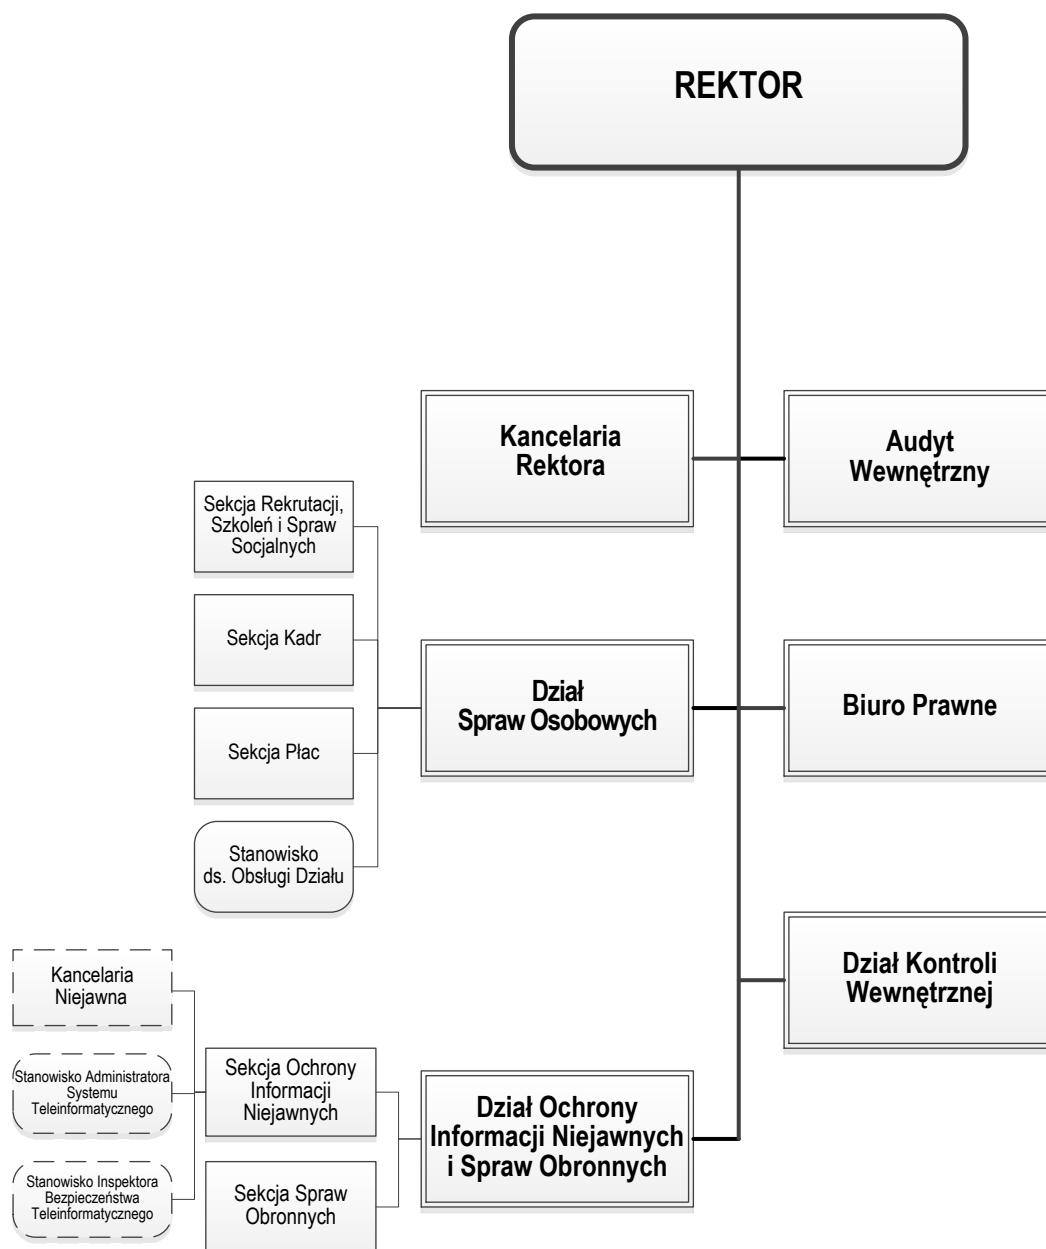 REKTOR
Kancelaria
Rektora
Audyt
Wewnętrzny
Sekcja Rekrutacji,
Szkoleń i Spraw
Socjalnych
Sekcja Kadr
Sekcja Płac
Stanowisko
ds. Obsługi Działu
Dział
Spraw Osobowych
Biuro Prawne
Dział Kontroli
Wewnętrznej
Kancelaria
Niejawna
Stanowisko Administratora
Systemu
Teleinformatycznego
Stanowisko Inspektora
Bezpieczeństwa
Teleinformatycznego
Sekcja Ochrony
Informacji
Niejawnych
Sekcja Spraw
Obronnych
Dział Ochrony
Informacji Niejawnych
i Spraw Obronnych